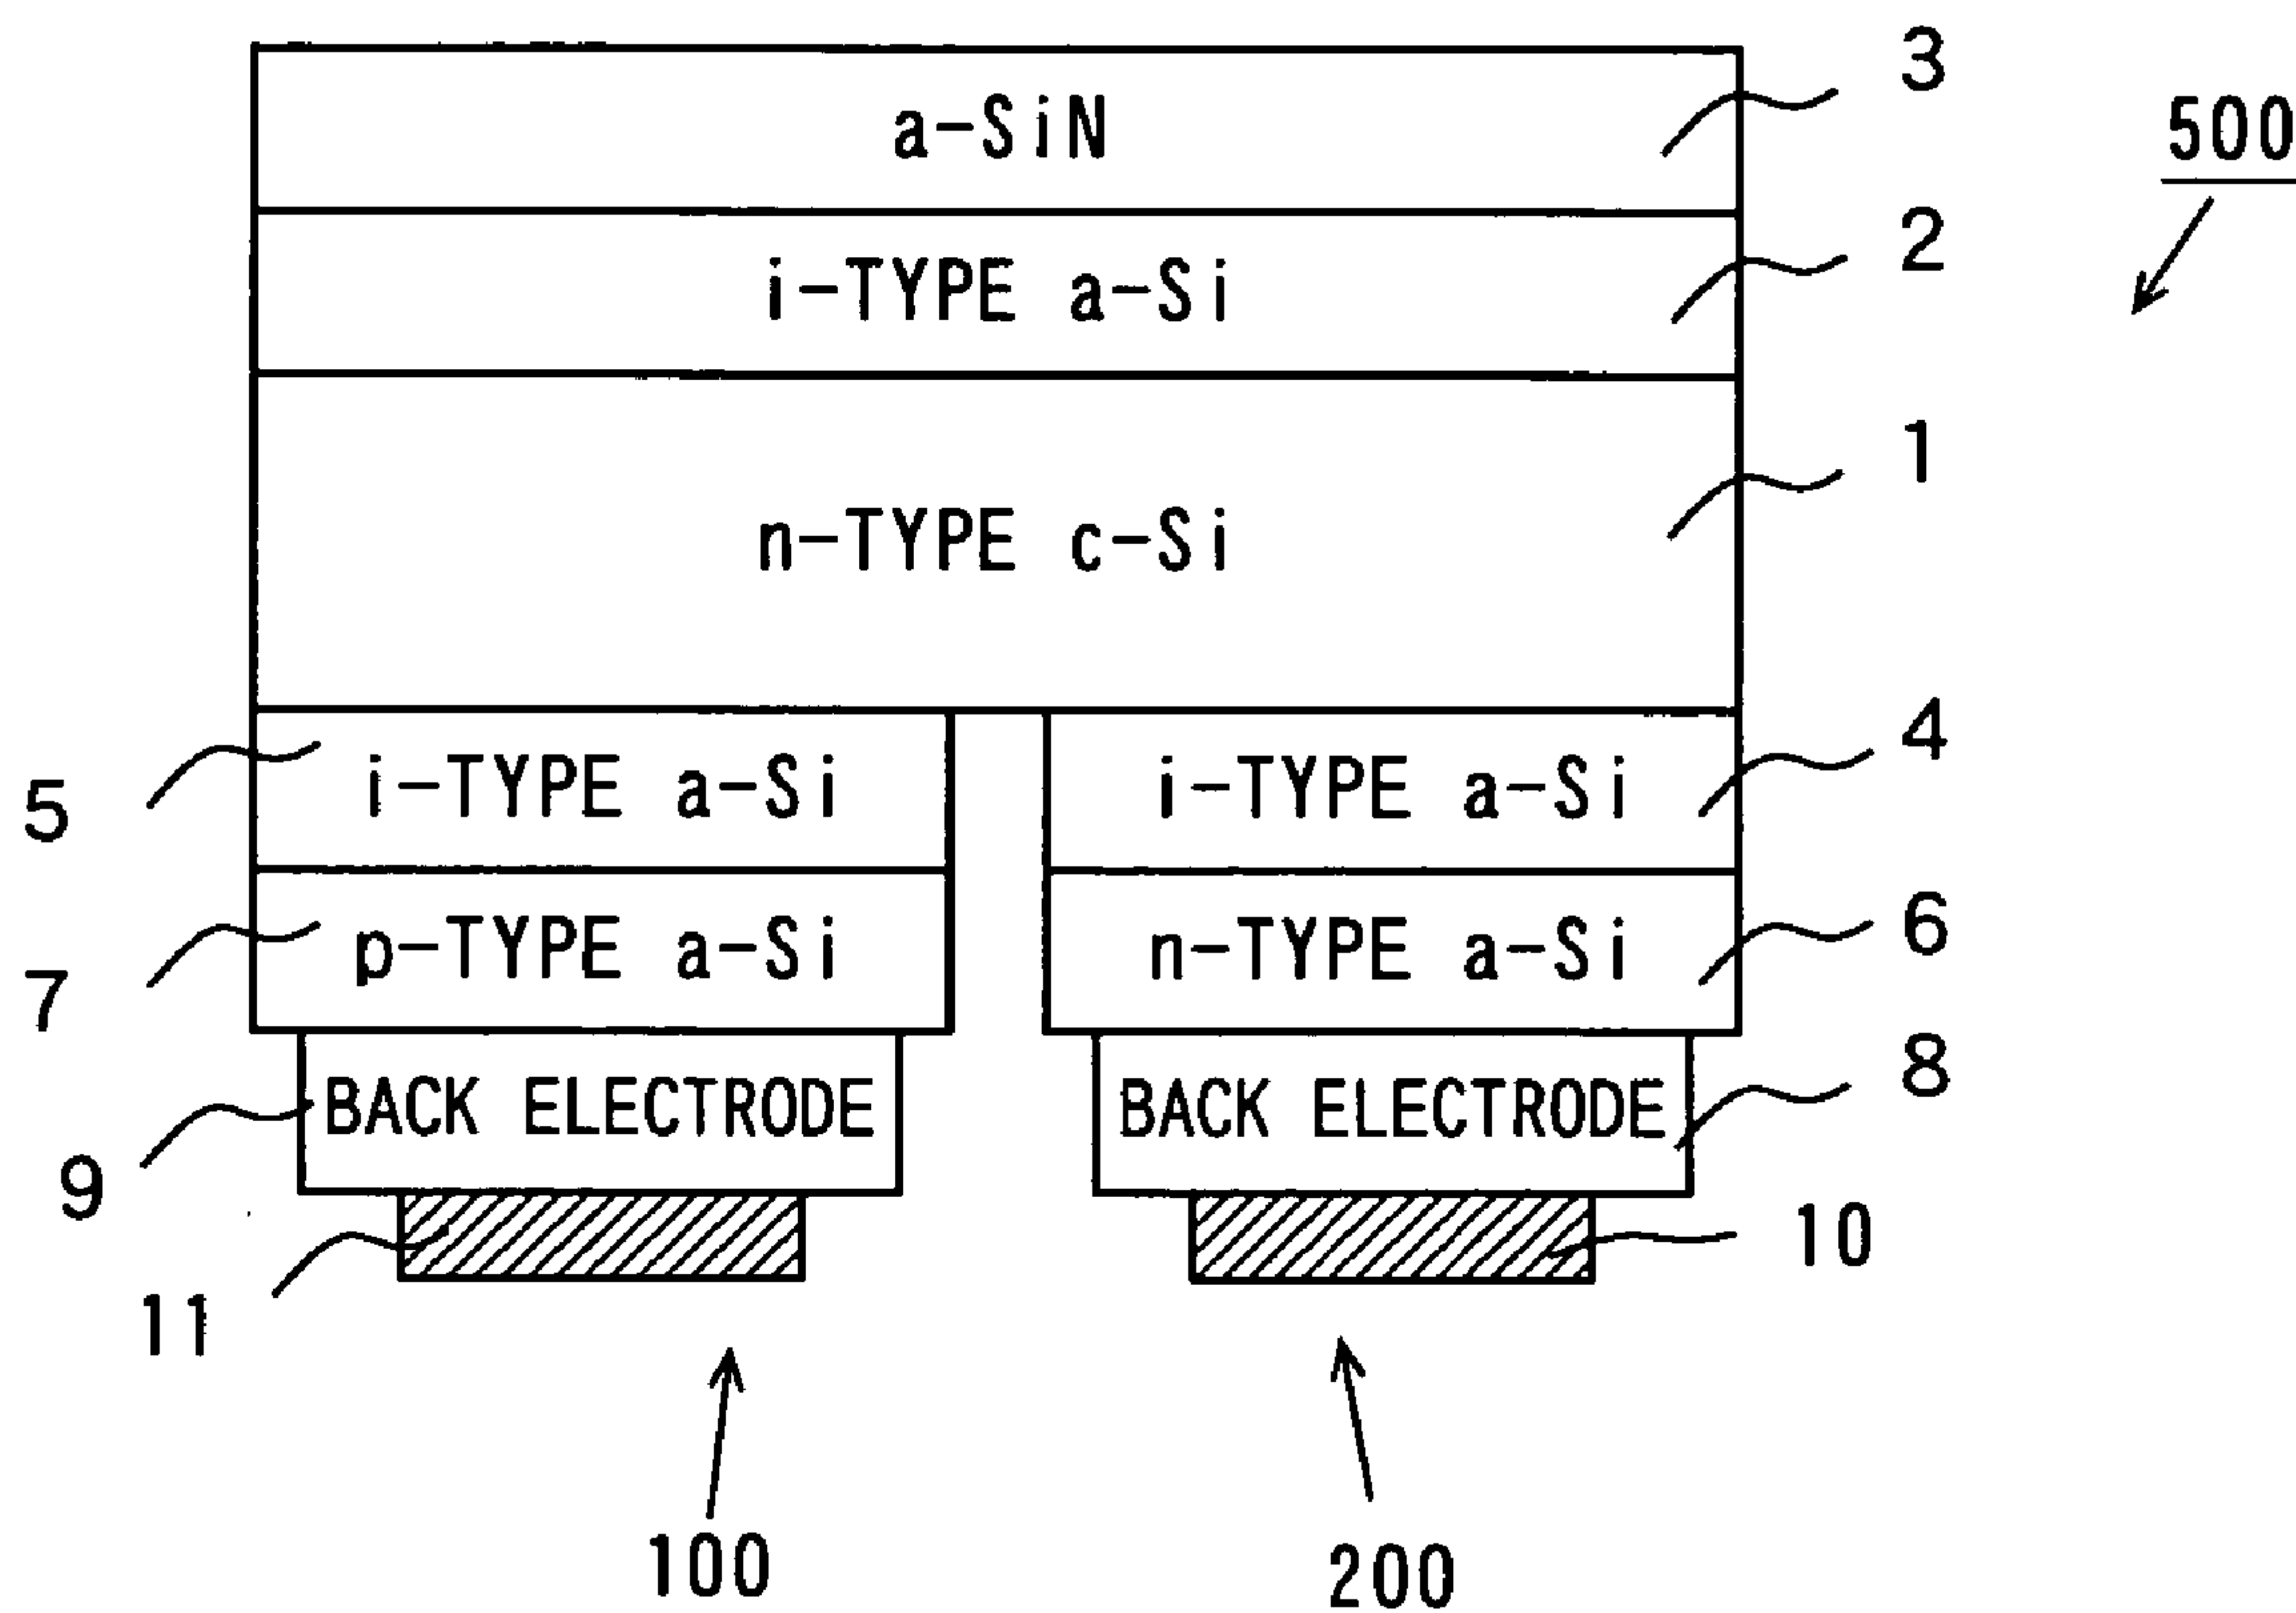 3
500
a-SiN
2
i-TYPE a-Si
1
n-TYPE c-Si
4
5
i-TYPE a-Si
i-TYPE a-Si
6
7
p-TYPE a-Si
n-TYPE a-Si
8
9
BACK ELECTRODE
BACK ELECTRODE
10
11
100
200